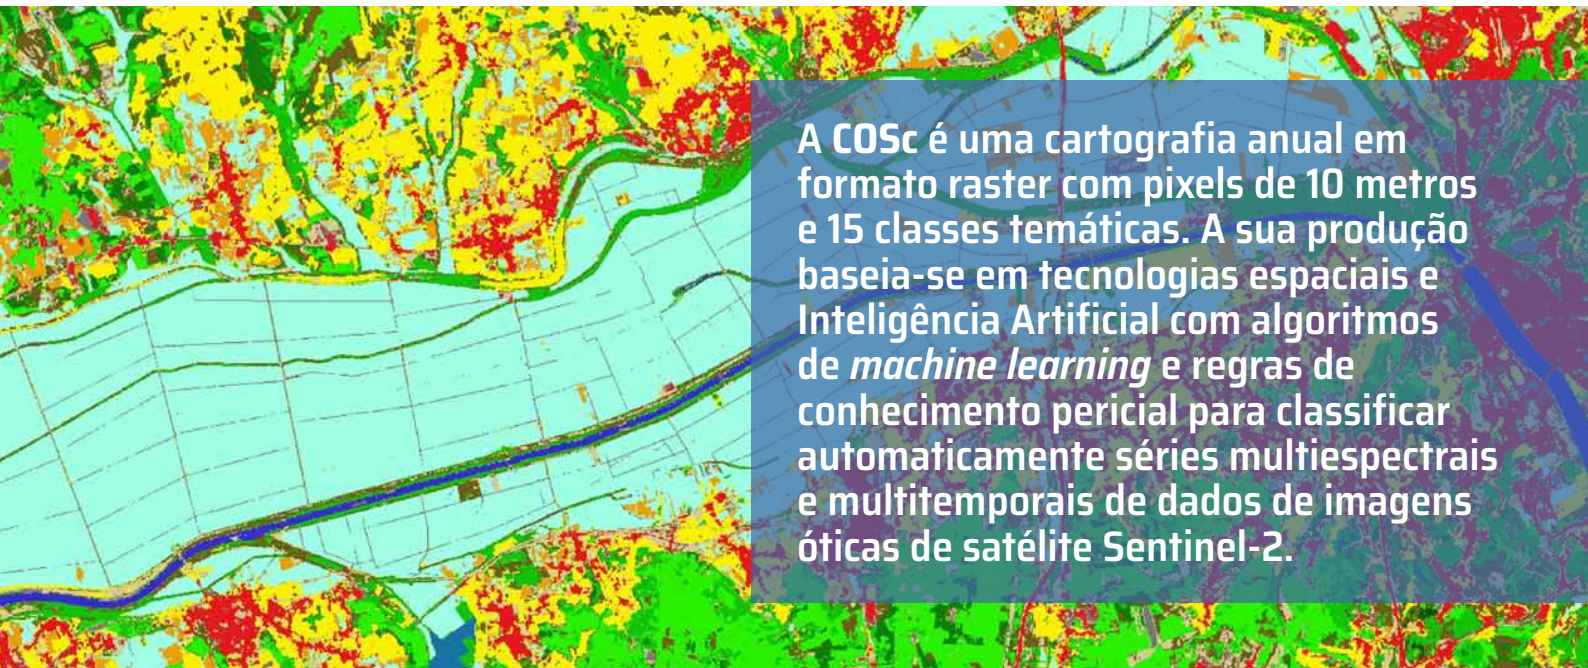 A COSc é uma cartografia anual em
formato raster com pixels de 10 metros
e 15 classes temáticas. A sua produção
baseia-se em tecnologias espaciais e
Inteligência Artificial com algoritmos
de machine learning e regras de
conhecimento pericial para classificar
automaticamente séries multiespectrais
e multitemporais de dados de imagens
óticas de satélite Sentinel-2.